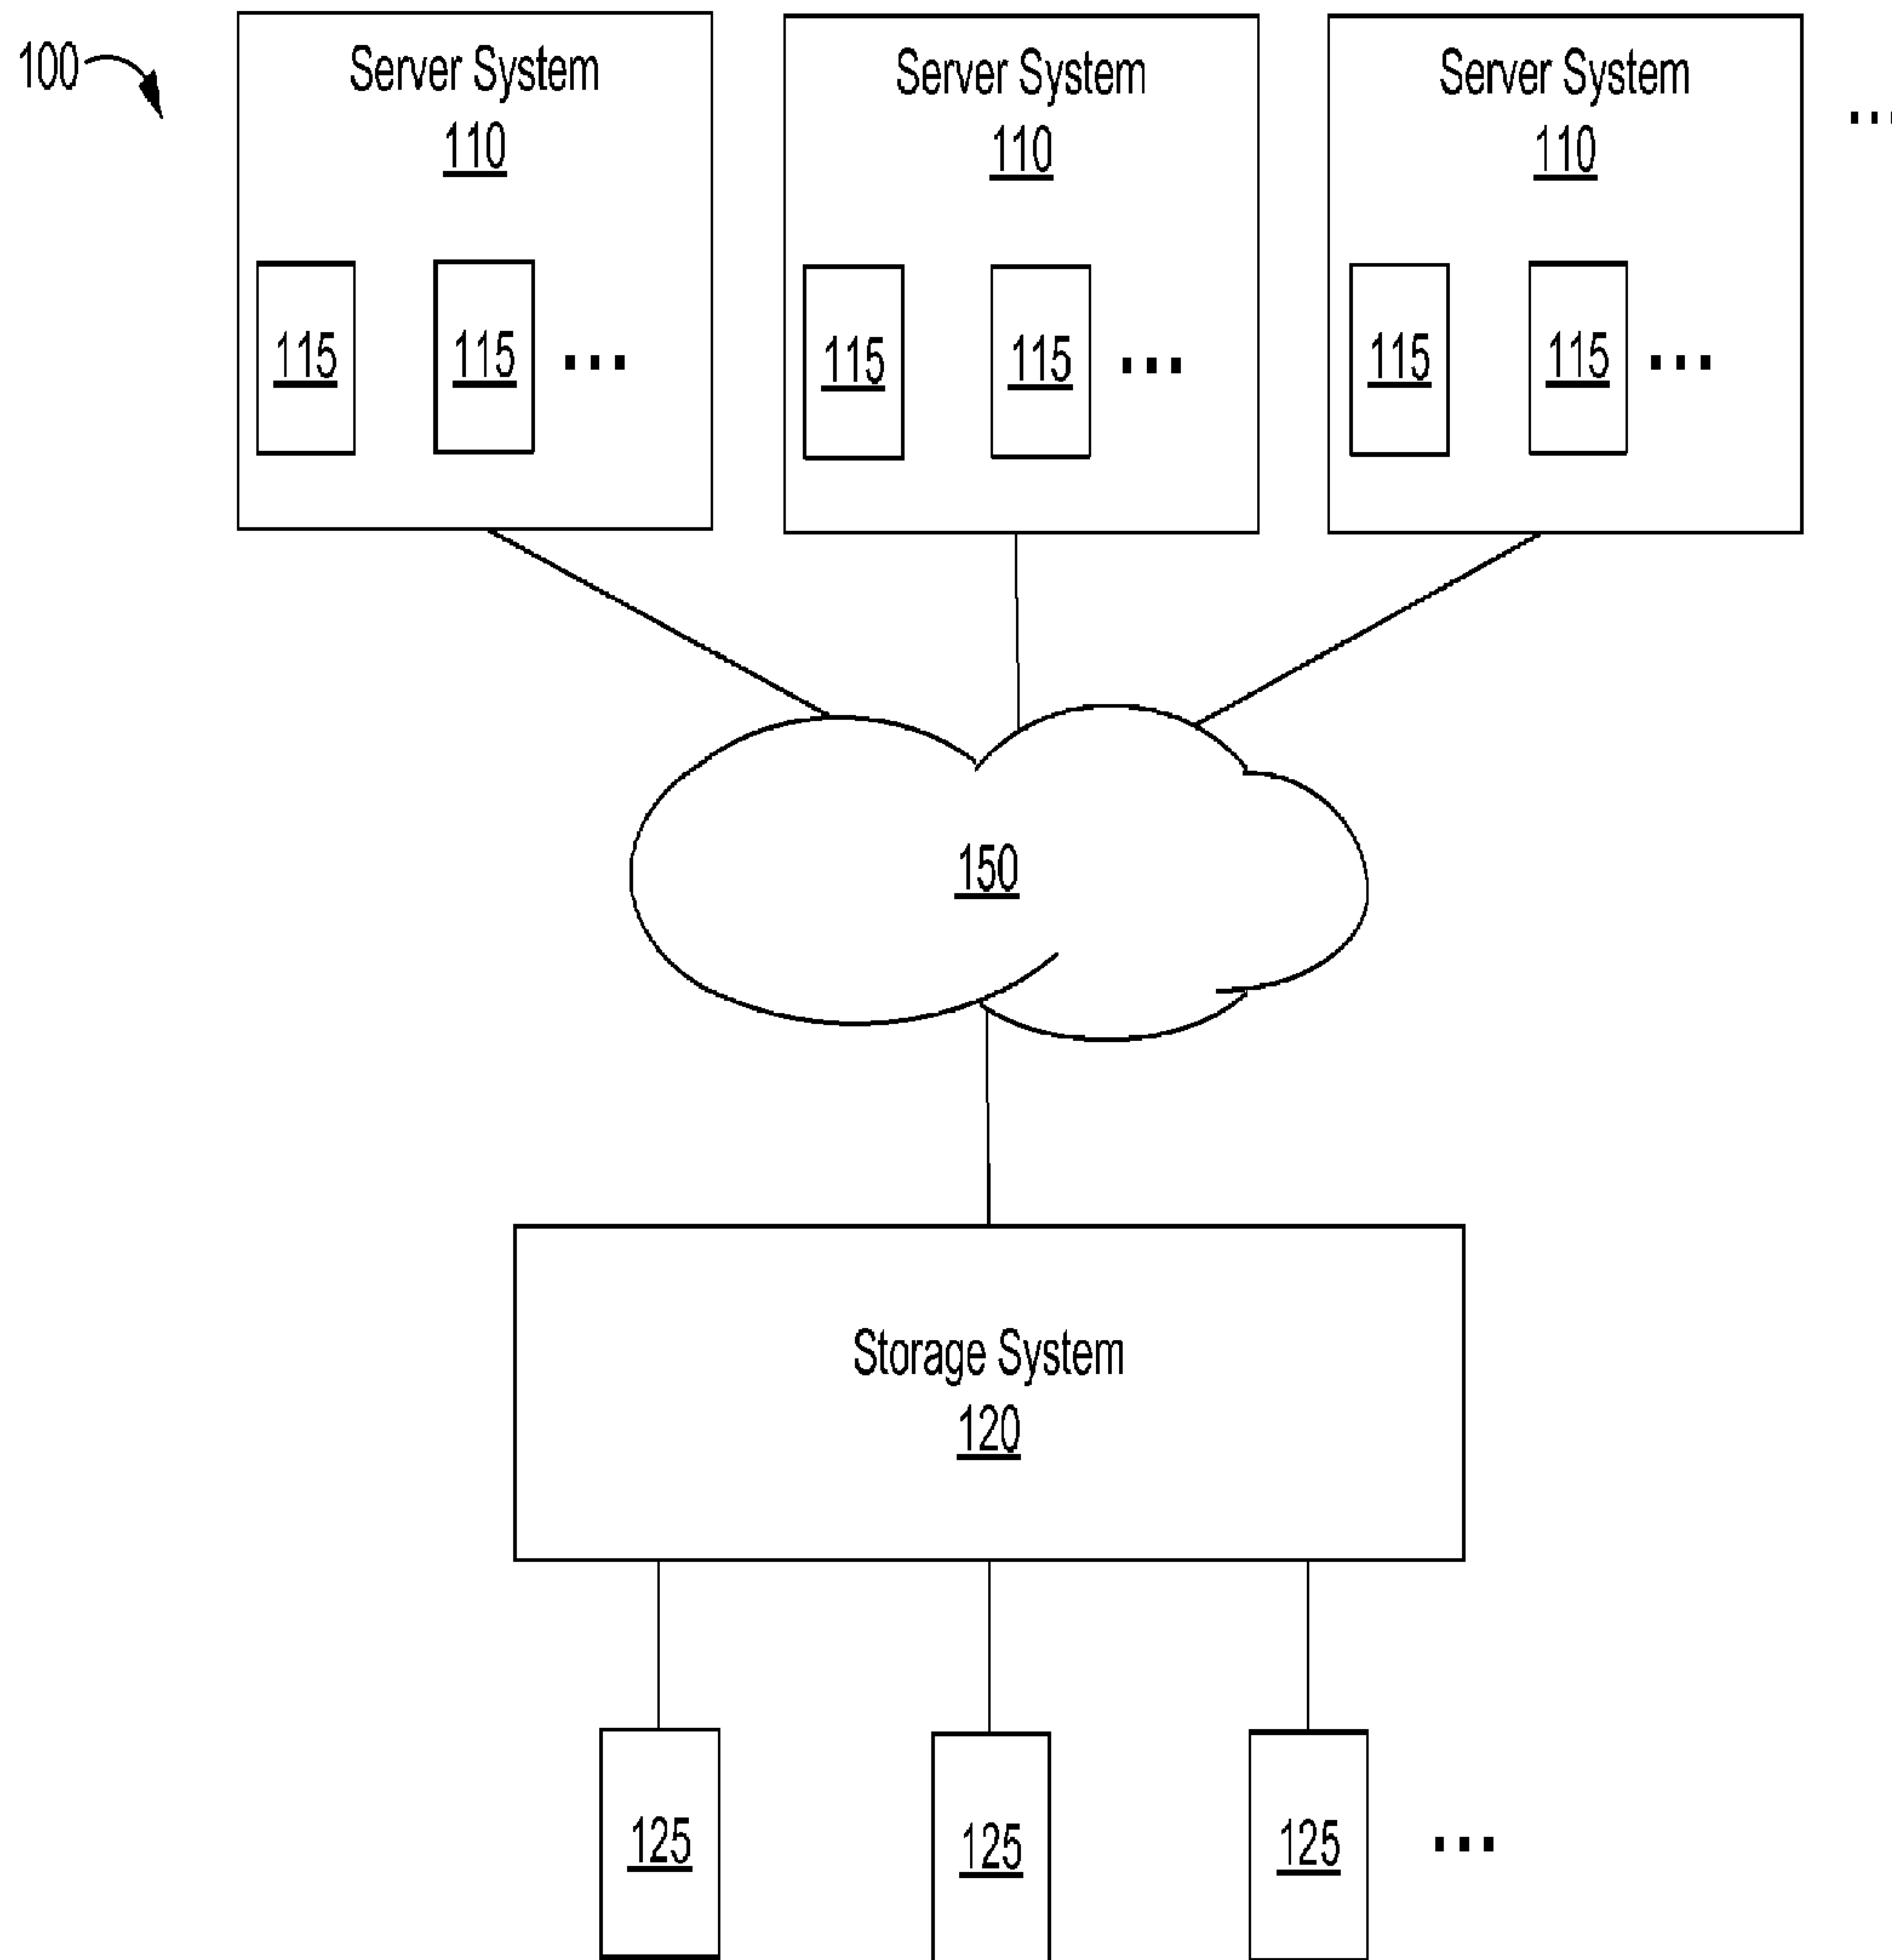 100
Server System
110
115 115 ...
Server System
110
115 115 ...
Server System
110
115 115 ...
...
150
Storage System
120
125 125 125 ...